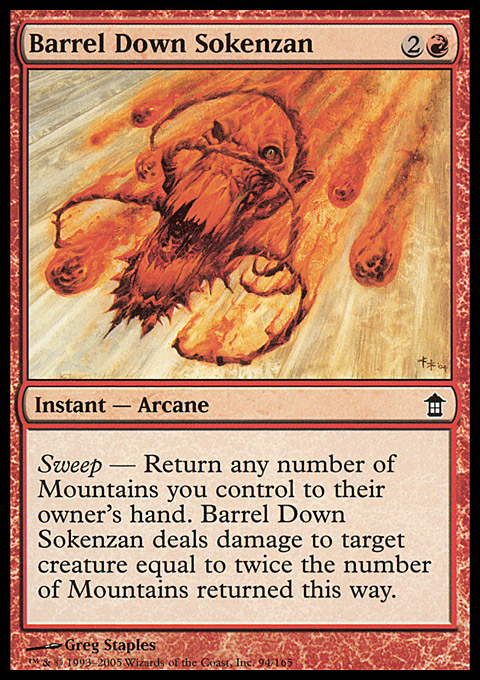 Barrel Down Sokenzan 2
Instant — Arcane
Sweep — Return any number of
Mountains you control to their
owner's hand. Barrel Down
Sokenzan deals damage to target
creature equal to twice the number
of Mountains returned this way.
Greg Staples
™ & © 1993–2005 Wizards of the Coast, Inc. 94/165